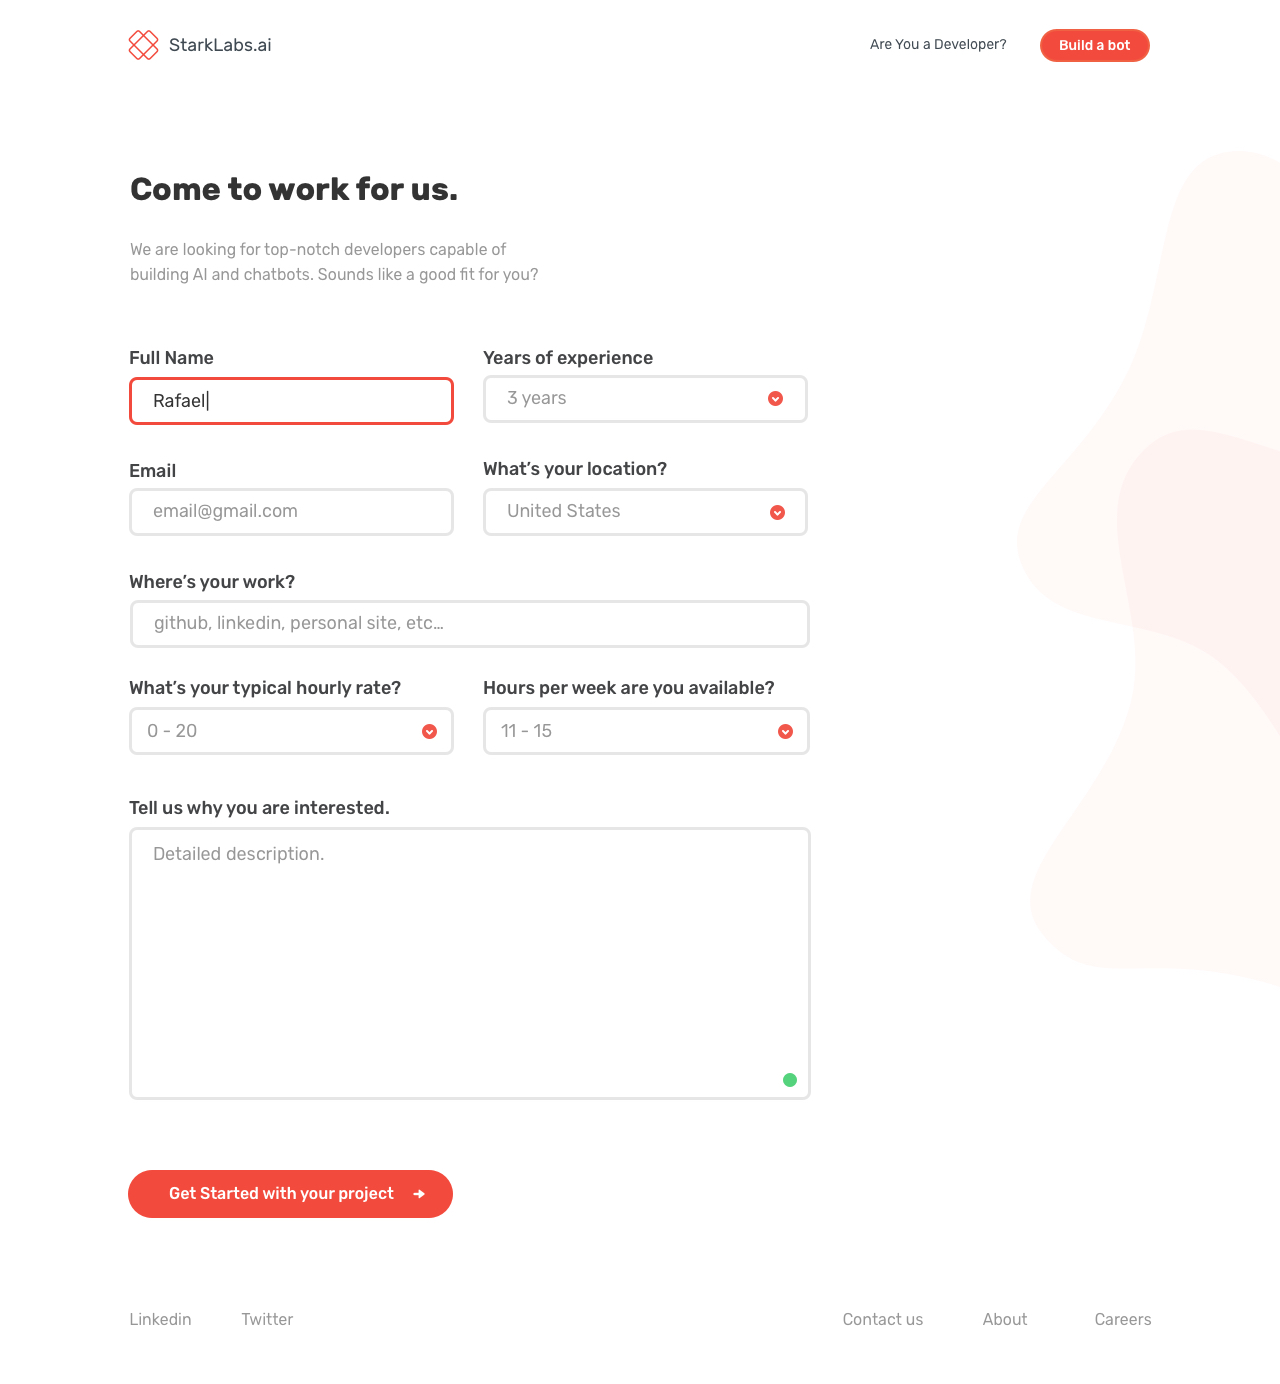 StarkLabs.ai
Are You a Developer?
Build a bot
Come to work for us.
We are looking for top-notch developers capable of
building AI and chatbots. Sounds like a good fit for you?
Full Name
Years of experience
Rafael
3 years
Email
What’s your location?
email@gmail.com
United States
Where’s your work?
github, linkedin, personal site, etc…
What’s your typical hourly rate?
Hours per week are you available?
0 - 20
11 - 15
Tell us why you are interested.
Detailed description.
Get Started with your project
Linkedin
Twitter
Contact us
About
Careers